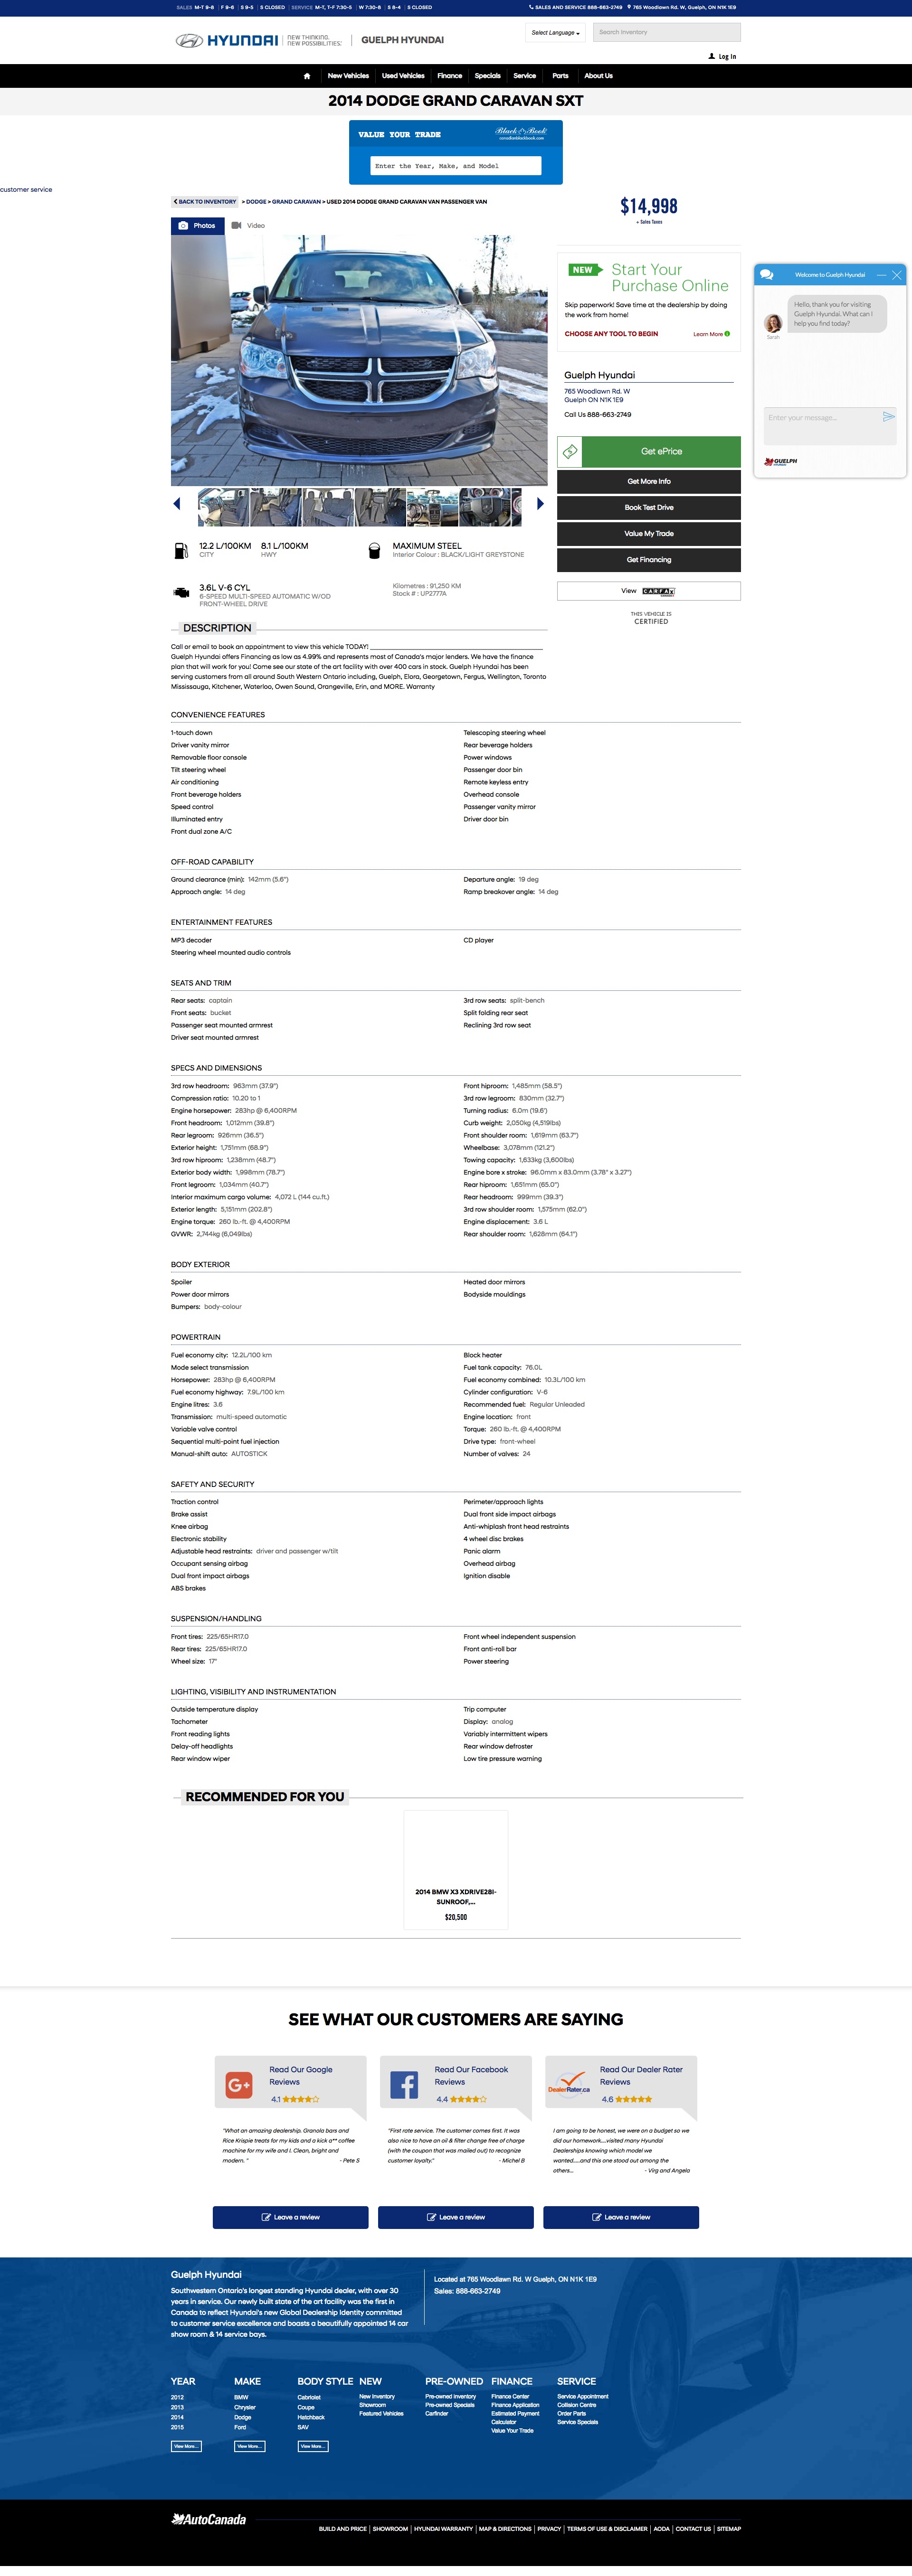 SALES M-T 9-8 F 9-6 S 9-5 S CLOSED SERVICE M-T, T-F 7:30-5 W 7:30-8 S 8-4 S CLOSED
SALES AND SERVICE 888-663-2749 765 Woodlawn Rd. W, Guelph, ON N1K 1E9
HYUNDAI NEW THINKING. NEW POSSIBILITIES. GUELPH HYUNDAI
Select Language
Search Inventory
Log In
New Vehicles Used Vehicles Finance Specials Service Parts About Us
2014 DODGE GRAND CARAVAN SXT
VALUE YOUR TRADE
Black Book
canadianblackbook.com
Enter the Year, Make, and Model
customer service
BACK TO INVENTORY > DODGE > GRAND CARAVAN > USED 2014 DODGE GRAND CARAVAN VAN PASSENGER VAN
$14,998
+ Sales Taxes
Photos Video
NEW Start Your
Purchase Online
Skip paperwork! Save time at the dealership by doing
the work from home!
CHOOSE ANY TOOL TO BEGIN Learn More
Welcome to Guelph Hyundai
Hello, thank you for visiting
Guelph Hyundai. What can I
help you find today?
Sarah
Enter your message...
GUELPH
Guelph Hyundai
765 Woodlawn Rd. W
Guelph ON N1K 1E9
Call Us 888-663-2749
Get ePrice
Get More Info
Book Test Drive
Value My Trade
Get Financing
View CARFAX
THIS VEHICLE IS
CERTIFIED
12.2 L/100KM 8.1 L/100KM MAXIMUM STEEL
CITY HWY Interior Colour : BLACK/LIGHT GREYSTONE
3.6L V-6 CYL
6-SPEED MULTI-SPEED AUTOMATIC W/OD
FRONT-WHEEL DRIVE
Kilometres : 91,250 KM
Stock # : UP2777A
DESCRIPTION
Call or email to book an appointment to view this vehicle TODAY!
Guelph Hyundai offers Financing as low as 4.99% and represents most of Canada's major lenders. We have the finance
plan that will work for you! Come see our state of the art facility with over 400 cars in stock. Guelph Hyundai has been
serving customers from all around South Western Ontario including, Guelph, Elora, Georgetown, Fergus, Wellington, Toronto
Mississauga, Kitchener, Waterloo, Owen Sound, Orangeville, Erin, and MORE. Warranty
CONVENIENCE FEATURES
1-touch down Telescoping steering wheel
Driver vanity mirror Rear beverage holders
Removable floor console Power windows
Tilt steering wheel Passenger door bin
Air conditioning Remote keyless entry
Front beverage holders Overhead console
Speed control Passenger vanity mirror
Illuminated entry Driver door bin
Front dual zone A/C
OFF-ROAD CAPABILITY
Ground clearance (min): 142mm (5.6") Departure angle: 19 deg
Approach angle: 14 deg Ramp breakover angle: 14 deg
ENTERTAINMENT FEATURES
MP3 decoder CD player
Steering wheel mounted audio controls
SEATS AND TRIM
Rear seats: captain 3rd row seats: split-bench
Front seats: bucket Split folding rear seat
Passenger seat mounted armrest Reclining 3rd row seat
Driver seat mounted armrest
SPECS AND DIMENSIONS
3rd row headroom: 963mm (37.9") Front hiproom: 1,485mm (58.5")
Compression ratio: 10.20 to 1 3rd row legroom: 830mm (32.7")
Engine horsepower: 283hp @ 6,400RPM Turning radius: 6.0m (19.6')
Front headroom: 1,012mm (39.8") Curb weight: 2,050kg (4,519lbs)
Rear legroom: 926mm (36.5") Front shoulder room: 1,619mm (63.7")
Exterior height: 1,751mm (68.9") Wheelbase: 3,078mm (121.2")
3rd row hiproom: 1,238mm (48.7") Towing capacity: 1,633kg (3,600lbs)
Exterior body width: 1,998mm (78.7") Engine bore x stroke: 96.0mm x 83.0mm (3.78" x 3.27")
Front legroom: 1,034mm (40.7") Rear hiproom: 1,651mm (65.0")
Interior maximum cargo volume: 4,072 L (144 cu.ft.) Rear headroom: 999mm (39.3")
Exterior length: 5,151mm (202.8") 3rd row shoulder room: 1,575mm (62.0")
Engine torque: 260 lb.-ft. @ 4,400RPM Engine displacement: 3.6 L
GVWR: 2,744kg (6,049lbs) Rear shoulder room: 1,628mm (64.1")
BODY EXTERIOR
Spoiler Heated door mirrors
Power door mirrors Bodyside mouldings
Bumpers: body-colour
POWERTRAIN
Fuel economy city: 12.2L/100 km Block heater
Mode select transmission Fuel tank capacity: 76.0L
Horsepower: 283hp @ 6,400RPM Fuel economy combined: 10.3L/100 km
Fuel economy highway: 7.9L/100 km Cylinder configuration: V-6
Engine litres: 3.6 Recommended fuel: Regular Unleaded
Transmission: multi-speed automatic Engine location: front
Variable valve control Torque: 260 lb.-ft. @ 4,400RPM
Sequential multi-point fuel injection Drive type: front-wheel
Manual-shift auto: AUTOSTICK Number of valves: 24
SAFETY AND SECURITY
Traction control Perimeter/approach lights
Brake assist Dual front side impact airbags
Knee airbag Anti-whiplash front head restraints
Electronic stability 4 wheel disc brakes
Adjustable head restraints: driver and passenger w/tilt Panic alarm
Occupant sensing airbag Overhead airbag
Dual front impact airbags Ignition disable
ABS brakes
SUSPENSION/HANDLING
Front tires: 225/65HR17.0 Front wheel independent suspension
Rear tires: 225/65HR17.0 Front anti-roll bar
Wheel size: 17" Power steering
LIGHTING, VISIBILITY AND INSTRUMENTATION
Outside temperature display Trip computer
Tachometer Display: analog
Front reading lights Variably intermittent wipers
Delay-off headlights Rear window defroster
Rear window wiper Low tire pressure warning
RECOMMENDED FOR YOU
2014 BMW X3 XDRIVE28I-
SUNROOF,...
$20,500
SEE WHAT OUR CUSTOMERS ARE SAYING
G+ Read Our Google
Reviews
4.1
"What an amazing dealership. Granola bars and
Rice Krispie treats for my kids and a kick a** coffee
machine for my wife and I. Clean, bright and
modern. " - Pete S
Read Our Facebook
Reviews
4.4
"First rate service. The customer comes first. It was
also nice to have an oil & filter change free of charge
(with the coupon that was mailed out) to recognize
customer loyalty." - Michel B
DealerRater.ca Read Our Dealer Rater
Reviews
4.6
I am going to be honest, we were on a budget so we
did our homework....visited many Hyundai
Dealerships knowing which model we
wanted.....and this one stood out among the
others... - Virg and Angela
Leave a review Leave a review Leave a review
Guelph Hyundai
Southwestern Ontario's longest standing Hyundai dealer, with over 30
years in service. Our newly built state of the art facility was the first in
Canada to reflect Hyundai's new Global Dealership Identity committed
to customer service excellence and boasts a beautifully appointed 14 car
show room & 14 service bays.
Located at 765 Woodlawn Rd. W Guelph, ON N1K 1E9
Sales: 888-663-2749
YEAR MAKE BODY STYLE NEW PRE-OWNED FINANCE SERVICE
2012 BMW Cabriolet New Inventory Pre-owned Inventory Finance Center Service Appointment
2013 Chrysler Coupe Showroom Pre-owned Specials Finance Application Collision Centre
2014 Dodge Hatchback Featured Vehicles Carfinder Estimated Payment Order Parts
2015 Ford SAV Calculator Service Specials
Value Your Trade
View More... View More... View More...
AutoCanada
BUILD AND PRICE SHOWROOM HYUNDAI WARRANTY MAP & DIRECTIONS PRIVACY TERMS OF USE & DISCLAIMER AODA CONTACT US SITEMAP